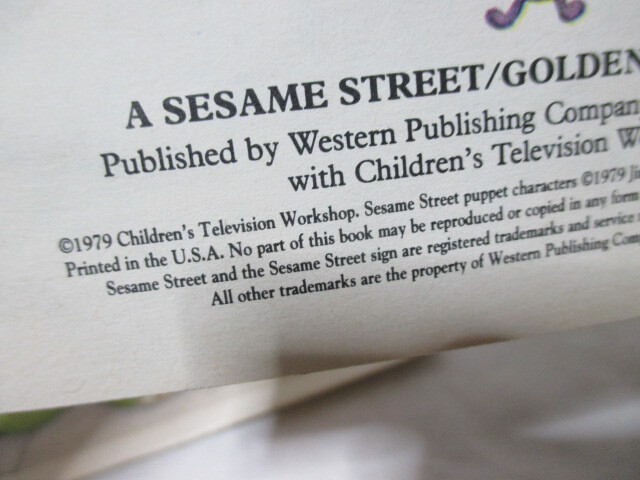 A SESAME STREET/GOLDEN
Published by Western Publishing Compan
with Children's Television W
©1979 Children's Television Workshop. Sesame Street puppet characters ©1979 Ji
Printed in the U.S.A. No part of this book may be reproduced or copied in any form
Sesame Street and the Sesame Street sign are registered trademarks and service
All other trademarks are the property of Western Publishing Com